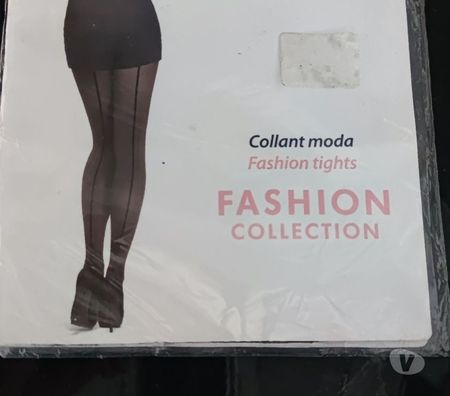 Collant moda
Fashion tights
FASHION
COLLECTION
V